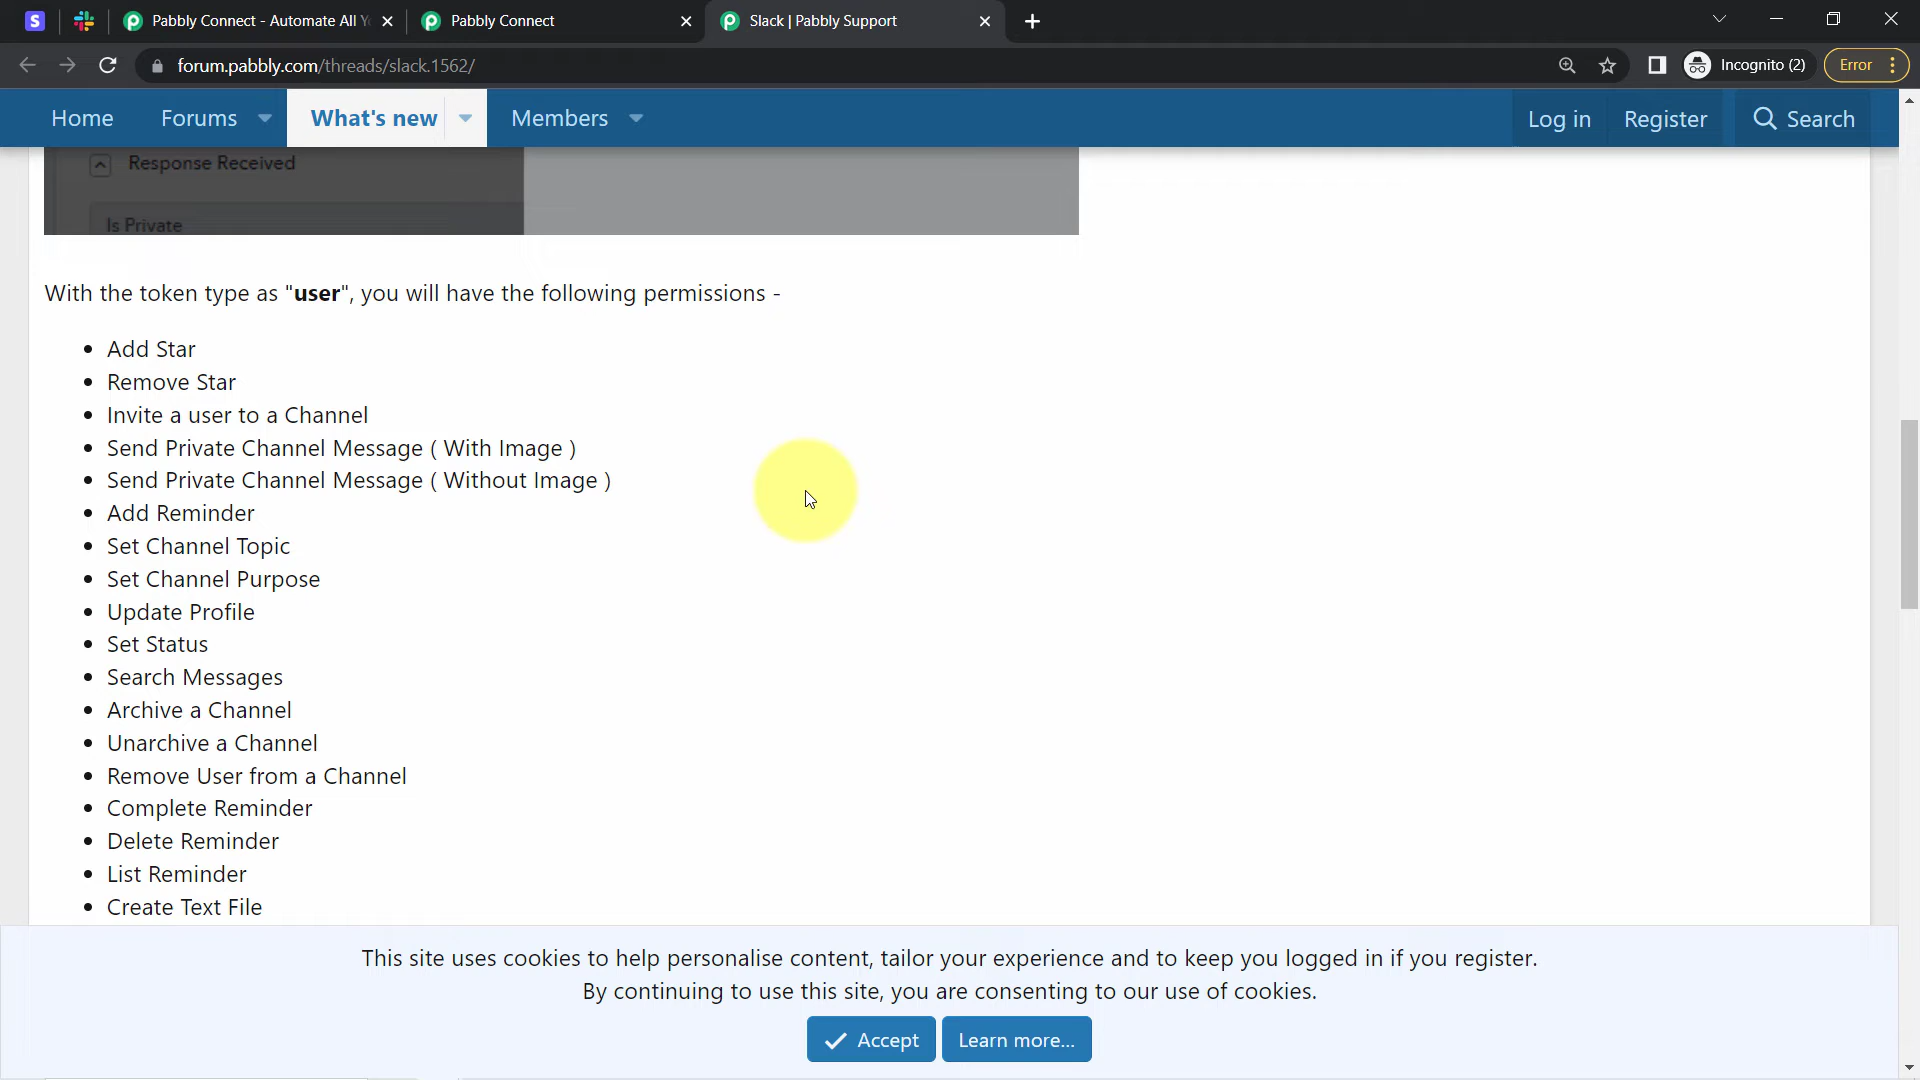 S
Pabbly Connect - Automate All Y
Pabbly Connect
Slack | Pabbly Support
forum.pabbly.com/threads/slack.1562/
Incognito (2)
Error
Home
Forums
What's new
Members
Log in
Register
Search
Response Received
Is Private
With the token type as "user", you will have the following permissions -
• Add Star
• Remove Star
• Invite a user to a Channel
• Send Private Channel Message ( With Image )
• Send Private Channel Message ( Without Image )
• Add Reminder
• Set Channel Topic
• Set Channel Purpose
• Update Profile
• Set Status
• Search Messages
• Archive a Channel
• Unarchive a Channel
• Remove User from a Channel
• Complete Reminder
• Delete Reminder
• List Reminder
• Create Text File
This site uses cookies to help personalise content, tailor your experience and to keep you logged in if you register.
By continuing to use this site, you are consenting to our use of cookies.
Accept
Learn more...